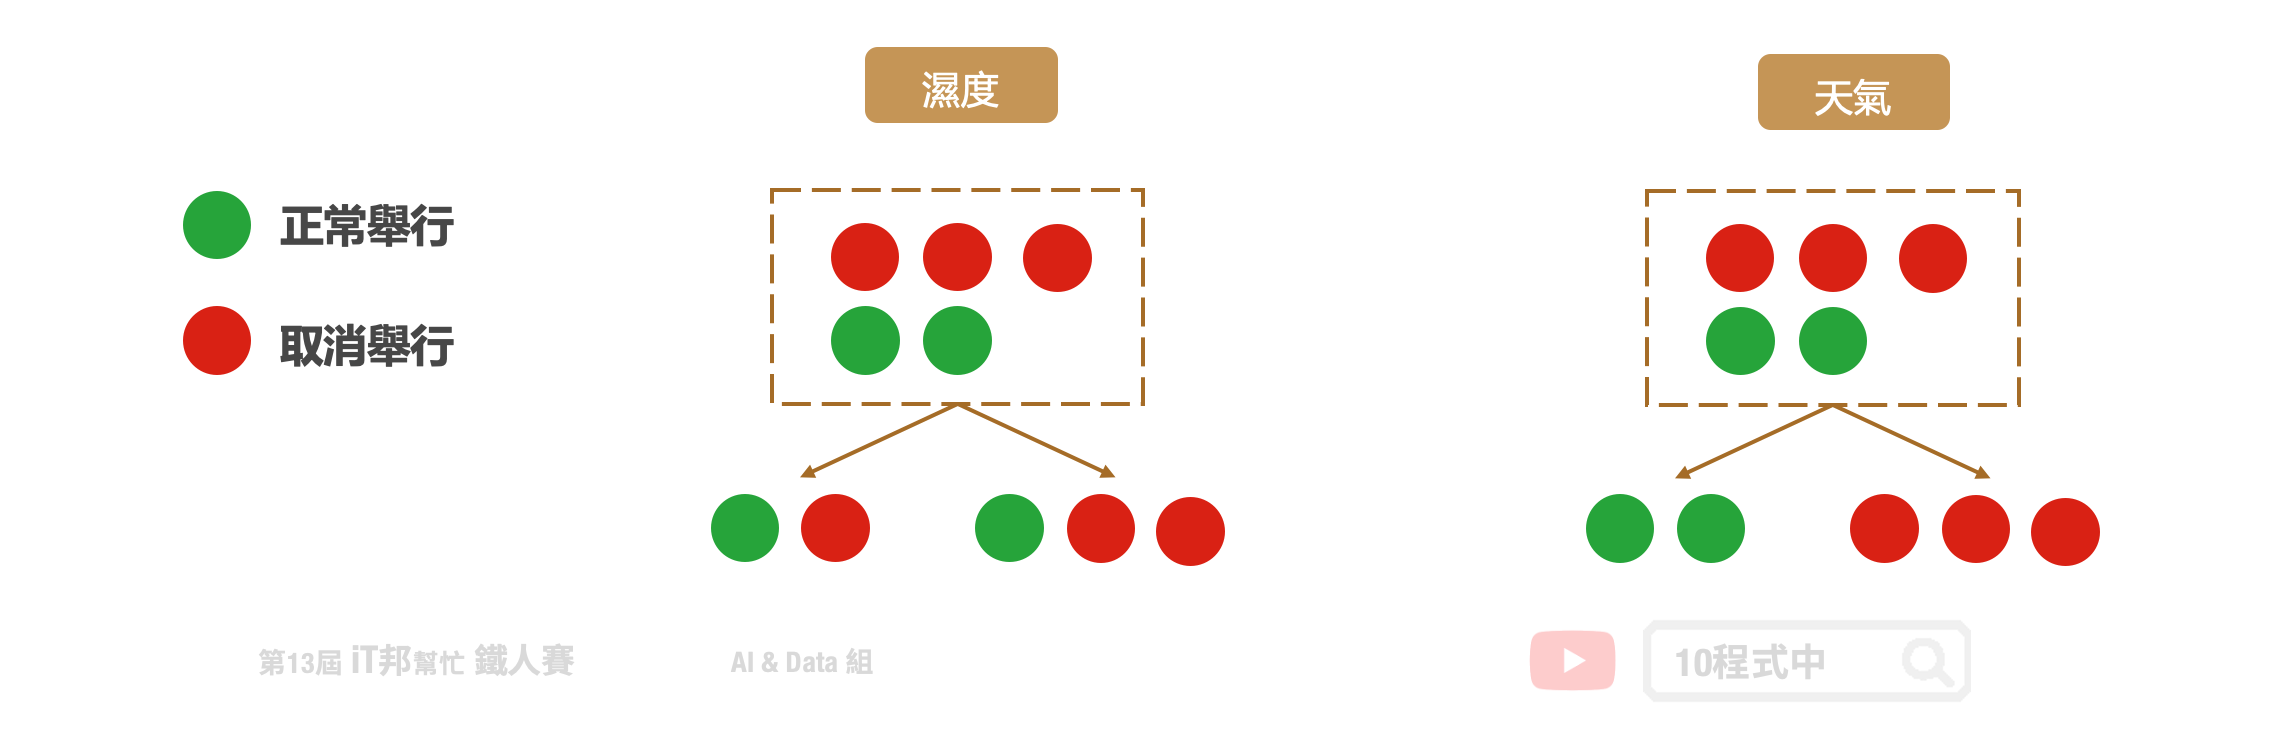 濕度
天氣
正常舉行
取消舉行
第13屆 iT邦幫忙 鐵人賽
AI & Data 組
10程式中